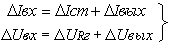 ΔIвх = ΔIст + ΔIвых
ΔUвх = ΔURг + ΔUвых